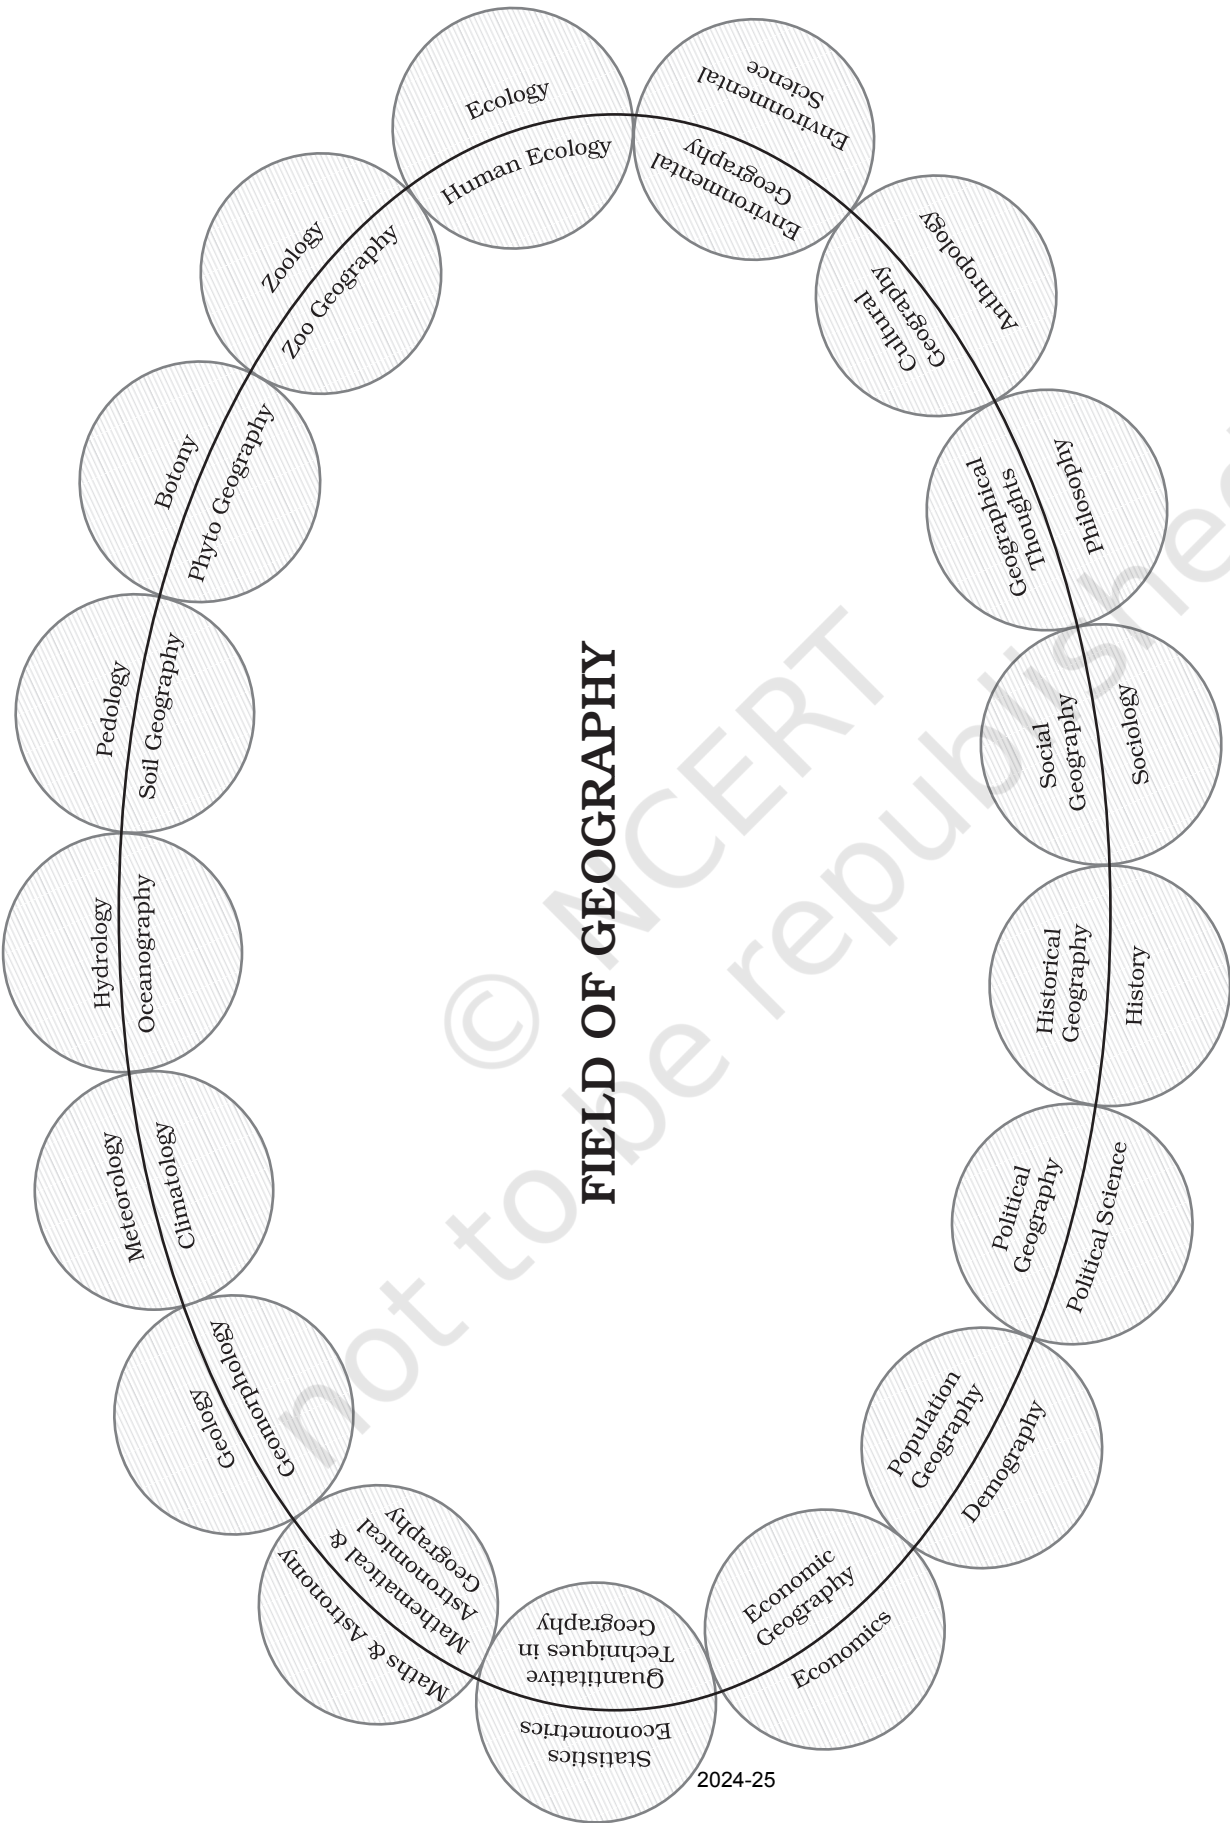 FIELD OF GEOGRAPHY
Ecology
Human Ecology
Environmental
Science
Environmental
Geography
Anthropology
Cultural
Geography
Philosophy
Geographical
Thoughts
Sociology
Social
Geography
History
Historical
Geography
Political Science
Political
Geography
Demography
Population
Geography
Economics
Economic
Geography
Statistics
Econometrics
Quantitative
Techniques in
Geography
Maths & Astronomy
Mathematical &
Astronomical
Geography
Geology
Geomorphology
Meteorology
Climatology
Hydrology
Oceanography
Pedology
Soil Geography
Botony
Phyto Geography
Zoology
Zoo Geography
© NCERT
not to be republished
2024-25